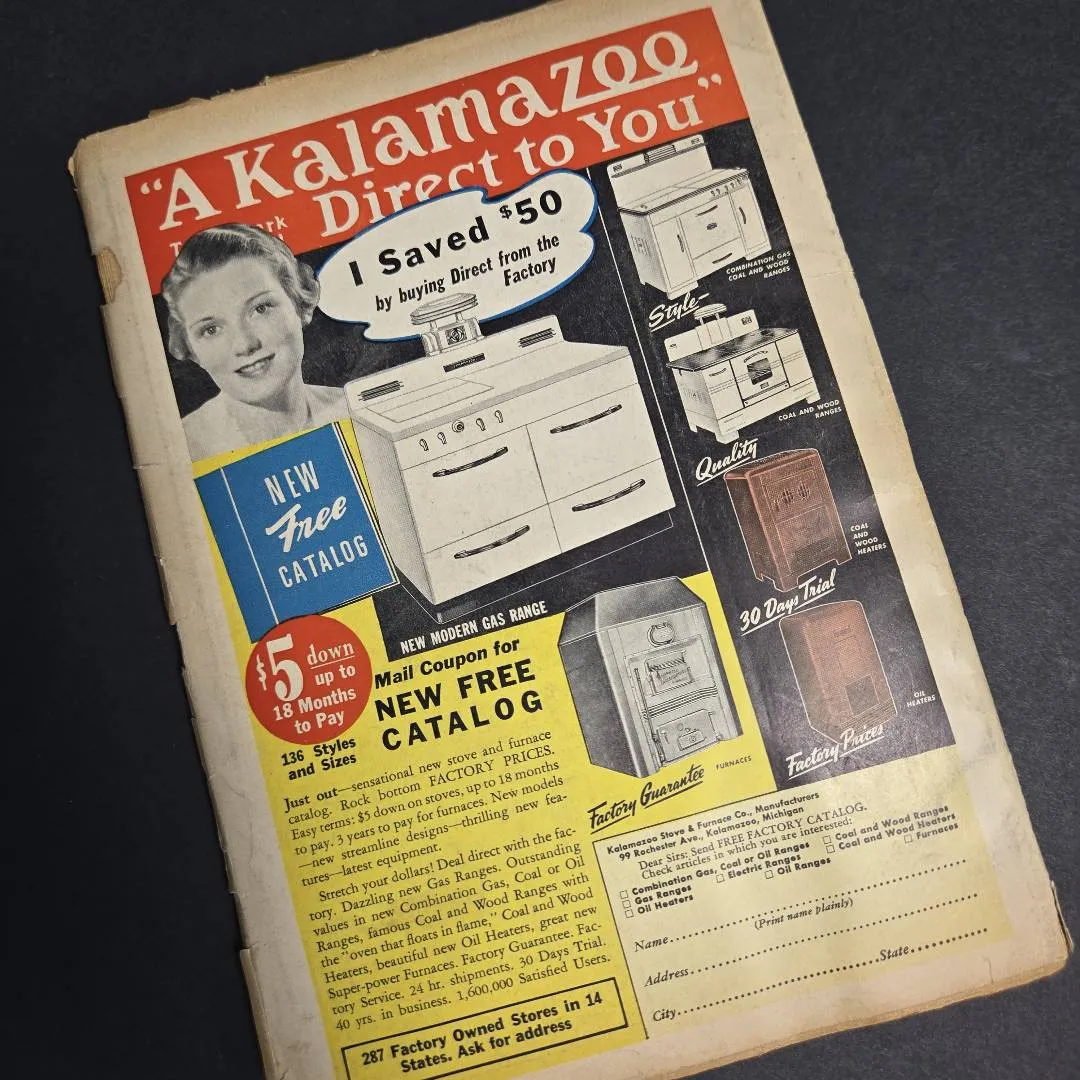 "A Kalamazoo
Direct to You"
I Saved $50
by buying Direct from the
Factory
COMBINATION GAS
COAL AND WOOD
RANGES
Style-
COAL AND WOOD
RANGES
Quality
COAL
AND
WOOD
HEATERS
30 Days Trial
OIL
HEATERS
Factory Prices
NEW
Free
CATALOG
NEW MODERN GAS RANGE
$5 down
up to
18 Months
to Pay
136 Styles
and Sizes
Mail Coupon for
NEW FREE
CATALOG
FURNACES
Factory Guarantee
Just out—sensational new stove and furnace
catalog. Rock bottom FACTORY PRICES.
Easy terms: $5 down on stoves, up to 18 months
to pay. 3 years to pay for furnaces. New models
—new streamline designs—thrilling new fea-
tures—latest equipment.
Stretch your dollars! Deal direct with the fac-
tory. Dazzling new Gas Ranges. Outstanding
values in new Combination Gas, Coal or Oil
Ranges, famous Coal and Wood Ranges with
the "oven that floats in flame," Coal and Wood
Heaters, beautiful new Oil Heaters, great new
Super-power Furnaces. Factory Guarantee. Fac-
tory Service. 24 hr. shipments. 30 Days Trial.
40 yrs. in business. 1,600,000 Satisfied Users.
287 Factory Owned Stores in 14
States. Ask for address
Kalamazoo Stove & Furnace Co., Manufacturers
99 Rochester Ave., Kalamazoo, Michigan
Dear Sirs: Send FREE FACTORY CATALOG.
Check articles in which you are interested:
□ Combination Gas, Coal or Oil Ranges □ Coal and Wood Ranges
□ Gas Ranges □ Electric Ranges □ Coal and Wood Heaters
□ Oil Heaters □ Oil Ranges □ Furnaces
Name
(Print name plainly)
Address
City State